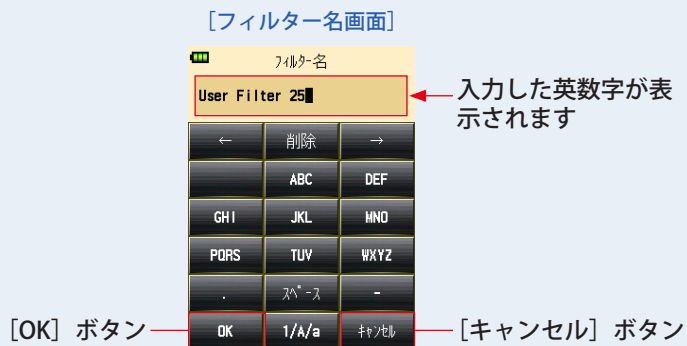 ［フィルター名画面］
ﾌｨﾙﾀｰ名
User Filter 25
入力した英数字が表
示されます
← 削除 →
ABC DEF
GHI JKL MNO
PQRS TUV WXYZ
. ｽﾍﾟｰｽ -
［OK］ボタン OK 1/A/a ｷｬﾝｾﾙ ［キャンセル］ボタン